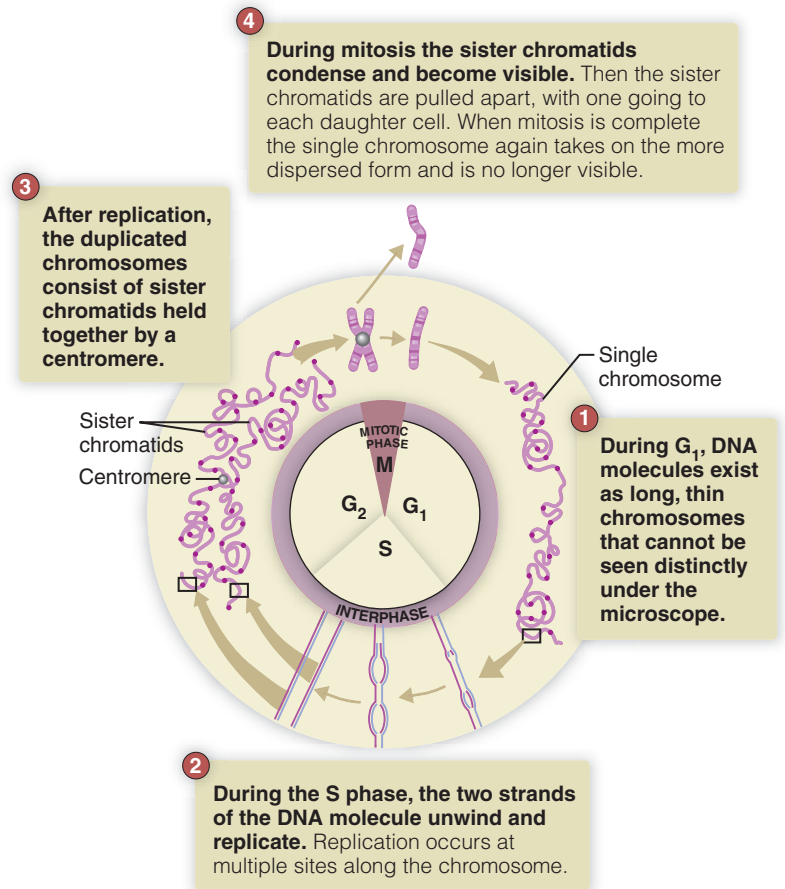 4
During mitosis the sister chromatids
condense and become visible. Then the sister
chromatids are pulled apart, with one going to
each daughter cell. When mitosis is complete
the single chromosome again takes on the more
dispersed form and is no longer visible.
3
After replication,
the duplicated
chromosomes
consist of sister
chromatids held
together by a
centromere.
Single
chromosome
Sister
chromatids
Centromere
1
During G₁, DNA
molecules exist
as long, thin
chromosomes
that cannot be
seen distinctly
under the
microscope.
MITOTIC
PHASE
M
G₂
G₁
S
INTERPHASE
2
During the S phase, the two strands
of the DNA molecule unwind and
replicate. Replication occurs at
multiple sites along the chromosome.